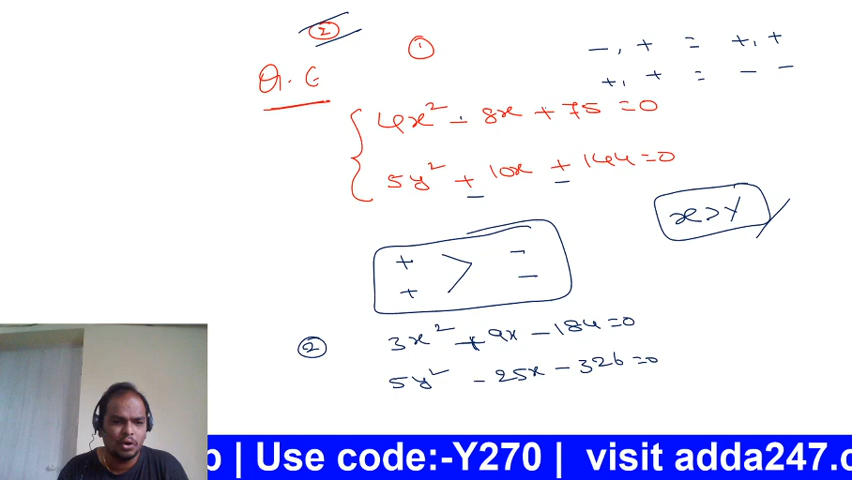 ②
①
Q.E
-, + = +, +
+, + = - -
4x² - 8x + 75 = 0
5y² + 10x + 144 = 0
x > y
+ > -
+ -
② 3x² + 9x - 184 = 0
5y² - 25x - 326 = 0
b | Use code:-Y270 | visit adda247.c